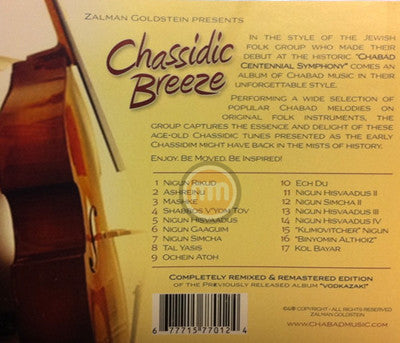 ZALMAN GOLDSTEIN PRESENTS
Chassidic
Breeze
IN THE STYLE OF THE JEWISH
FOLK GROUP WHO MADE THEIR
DEBUT AT THE HISTORIC "CHABAD
CENTENNIAL SYMPHONY" COMES AN
ALBUM OF CHABAD MUSIC IN THEIR
UNFORGETTABLE STYLE.
PERFORMING A WIDE SELECTION OF
POPULAR CHABAD MELODIES ON
ORIGINAL FOLK INSTRUMENTS, THE
GROUP CAPTURES THE ESSENCE AND DELIGHT OF THESE
AGE-OLD CHASSIDIC TUNES PRESENTED AS THE EARLY
CHASSIDIM MIGHT HAVE BACK IN THE MISTS OF HISTORY.
ENJOY. BE MOVED. BE INSPIRED!
1 NIGUN RIKUD
2 ASHREINU
3 MASHKE
4 SHABBOS V'YOM TOV
5 NIGUN HISVAADUS
6 NIGUN GAAGUIM
7 NIGUN SIMCHA
8 TAL YASIS
9 OCHEIN ATOH
10 ECH DU
11 NIGUN HISVAADUS II
12 NIGUN SIMCHA II
13 NIGUN HISVAADUS III
14 NIGUN HISVAADUS IV
15 "KUMOVITCHER" NIGUN
16 "BINYOMIN ALTHOIZ"
17 KOL BAYAR
COMPLETELY REMIXED & REMASTERED EDITION
OF THE PREVIOUSLY RELEASED ALBUM "VODKAZAK!"
COPYRIGHT • ALL RIGHTS RESERVED
ZALMAN GOLDSTEIN
WWW.CHABADMUSIC.COM
6 77715 77012 4